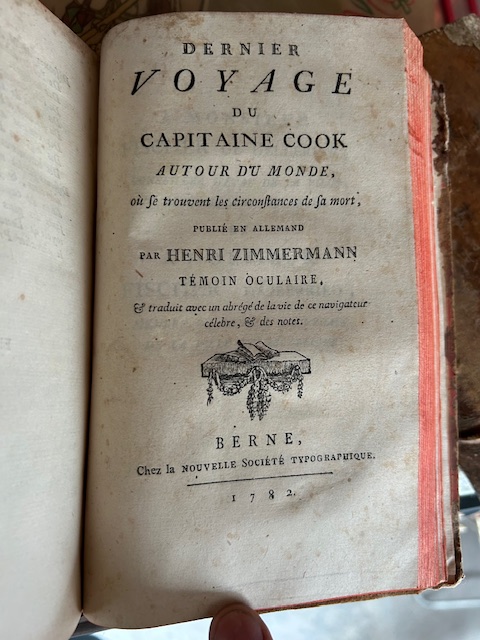 DERNIER
VOYAGE
DU
CAPITAINE COOK
AUTOUR DU MONDE,
où ſe trouvent les circonſtances de ſa mort,
PUBLIÉ EN ALLEMAND
PAR HENRI ZIMMERMANN
TÉMOIN OCULAIRE,
& traduit avec un abrégé de la vie de ce navigateur
célebre, & des notes.
BERNE,
Chez la NOUVELLE SOCIÉTÉ TYPOGRAPHIQUE.
1782.